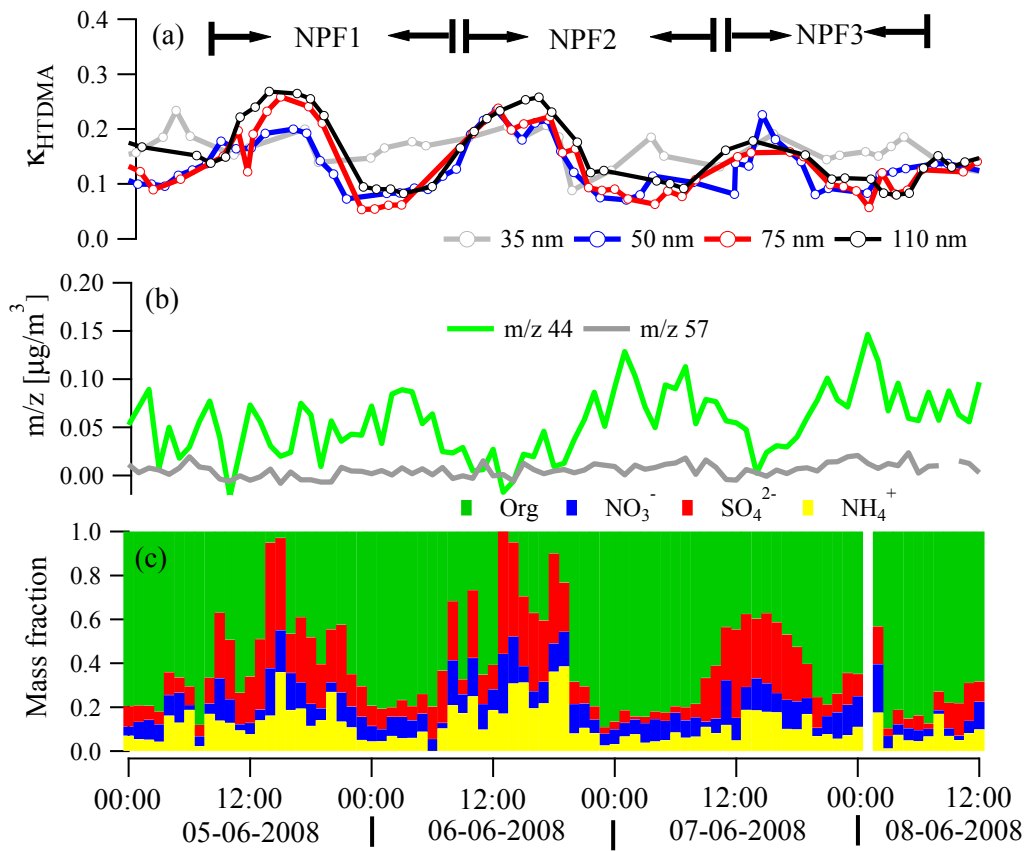 (a) NPF1 NPF2 NPF3
κHTDMA
0.4
0.3
0.2
0.1
0.0
35 nm 50 nm 75 nm 110 nm
(b)
m/z [µg/m³]
0.20
0.15
0.10
0.05
0.00
m/z 44 m/z 57
Org NO₃⁻ SO₄²⁻ NH₄⁺
(c)
Mass fraction
1.0
0.8
0.6
0.4
0.2
0.0
00:00 12:00 00:00 12:00 00:00 12:00 00:00 12:00
05-06-2008 06-06-2008 07-06-2008 08-06-2008